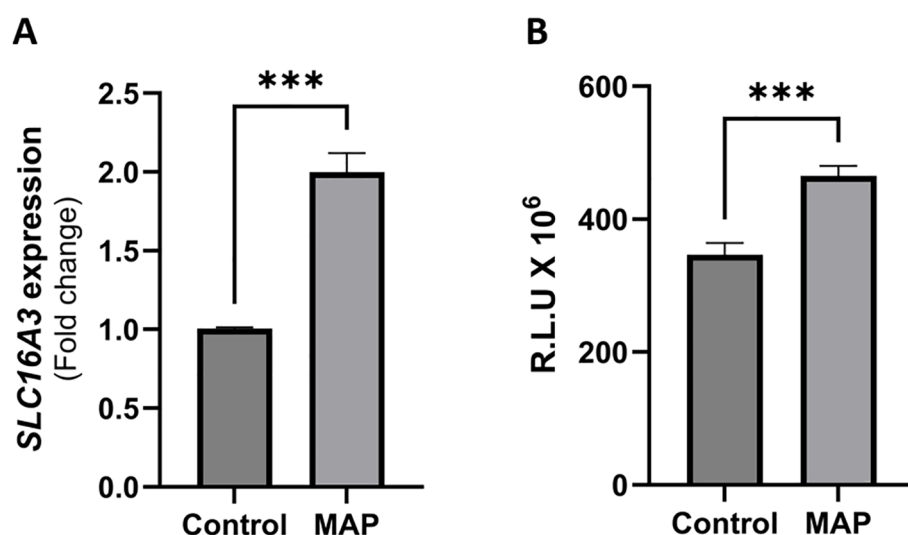 A
SLC16A3 expression
(Fold change)
2.5
2.0
1.5
1.0
0.5
0.0
***
Control MAP
B
R.L.U X 10⁶
600
400
200
0
***
Control MAP